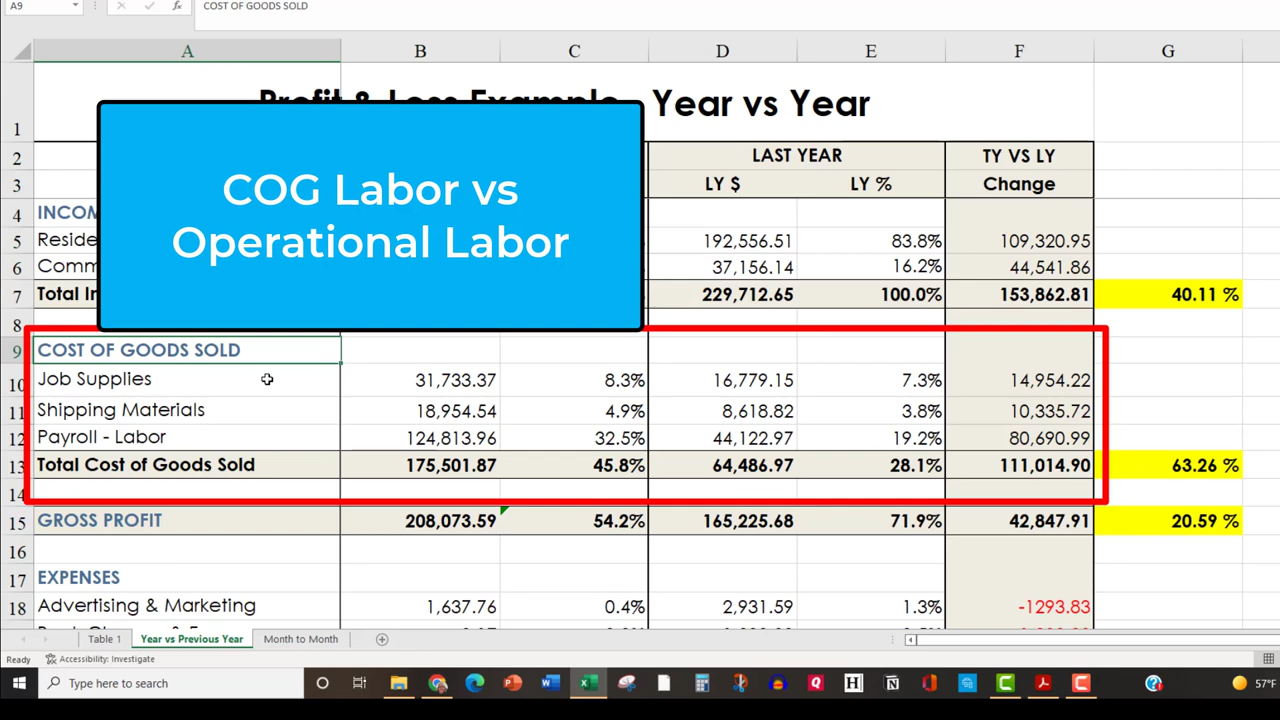 A9 fx COST OF GOODS SOLD
A B C D E F G
1 Profit & Loss Example - Year vs Year
2 LAST YEAR TY VS LY
3 LY $ LY % Change
COG Labor vs
Operational Labor
4 INCOM
5 Reside 192,556.51 83.8% 109,320.95
6 Comm 37,156.14 16.2% 44,541.86
7 Total In 229,712.65 100.0% 153,862.81 40.11 %
8
9 COST OF GOODS SOLD
10 Job Supplies 31,733.37 8.3% 16,779.15 7.3% 14,954.22
11 Shipping Materials 18,954.54 4.9% 8,618.82 3.8% 10,335.72
12 Payroll - Labor 124,813.96 32.5% 44,122.97 19.2% 80,690.99
13 Total Cost of Goods Sold 175,501.87 45.8% 64,486.97 28.1% 111,014.90 63.26 %
14
15 GROSS PROFIT 208,073.59 54.2% 165,225.68 71.9% 42,847.91 20.59 %
16
17 EXPENSES
18 Advertising & Marketing 1,637.76 0.4% 2,931.59 1.3% -1293.83
Table 1 Year vs Previous Year Month to Month
Ready Accessibility: Investigate
Type here to search 57°F